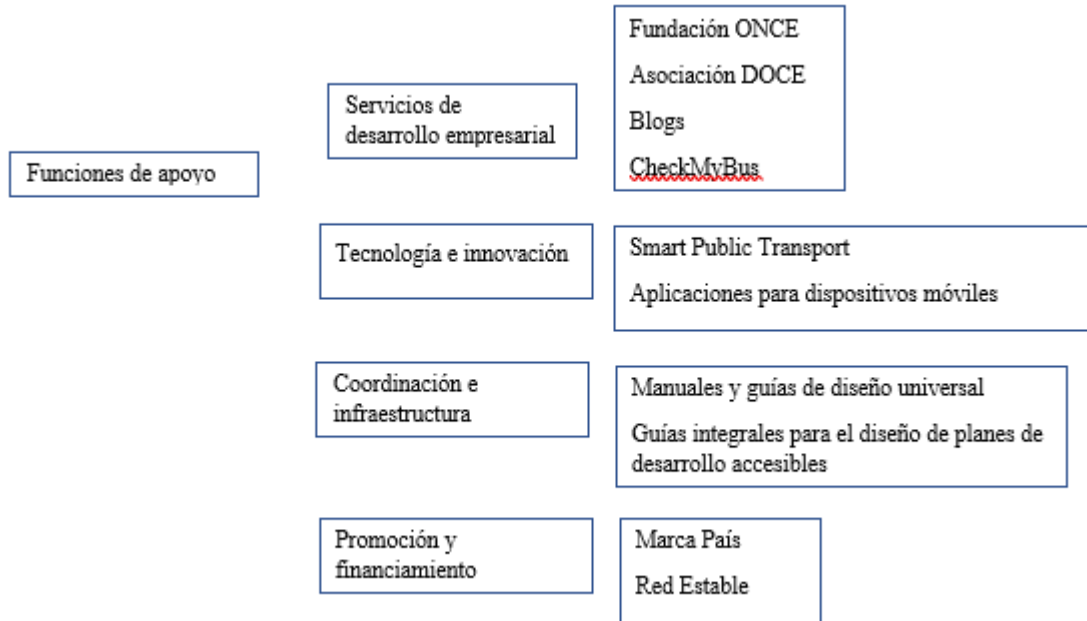 Funciones de apoyo
Servicios de
desarrollo empresarial
Fundación ONCE
Asociación DOCE
Blogs
CheckMyBus
Tecnología e innovación
Smart Public Transport
Aplicaciones para dispositivos móviles
Coordinación e
infraestructura
Manuales y guías de diseño universal
Guías integrales para el diseño de planes de
desarrollo accesibles
Promoción y
financiamiento
Marca País
Red Estable